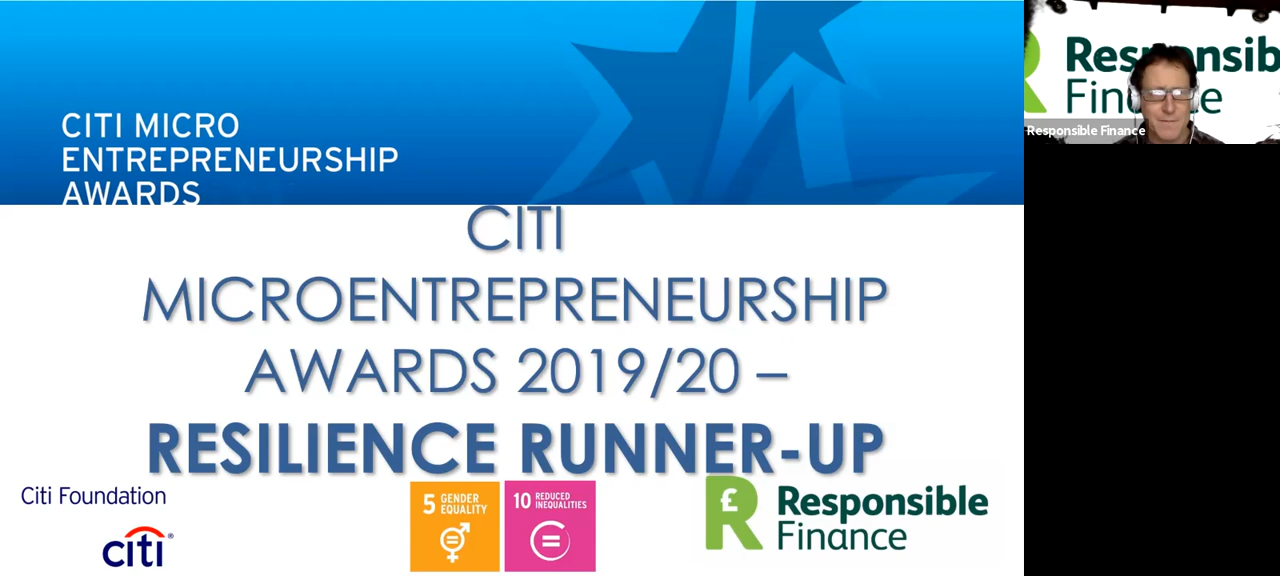 CITI MICRO
ENTREPRENEURSHIP
AWARDS
CITI
MICROENTREPRENEURSHIP
AWARDS 2019/20 –
RESILIENCE RUNNER-UP
Citi Foundation
citi®
5 GENDER
EQUALITY
10 REDUCED
INEQUALITIES
£
Responsible
Finance
Responsible Finance